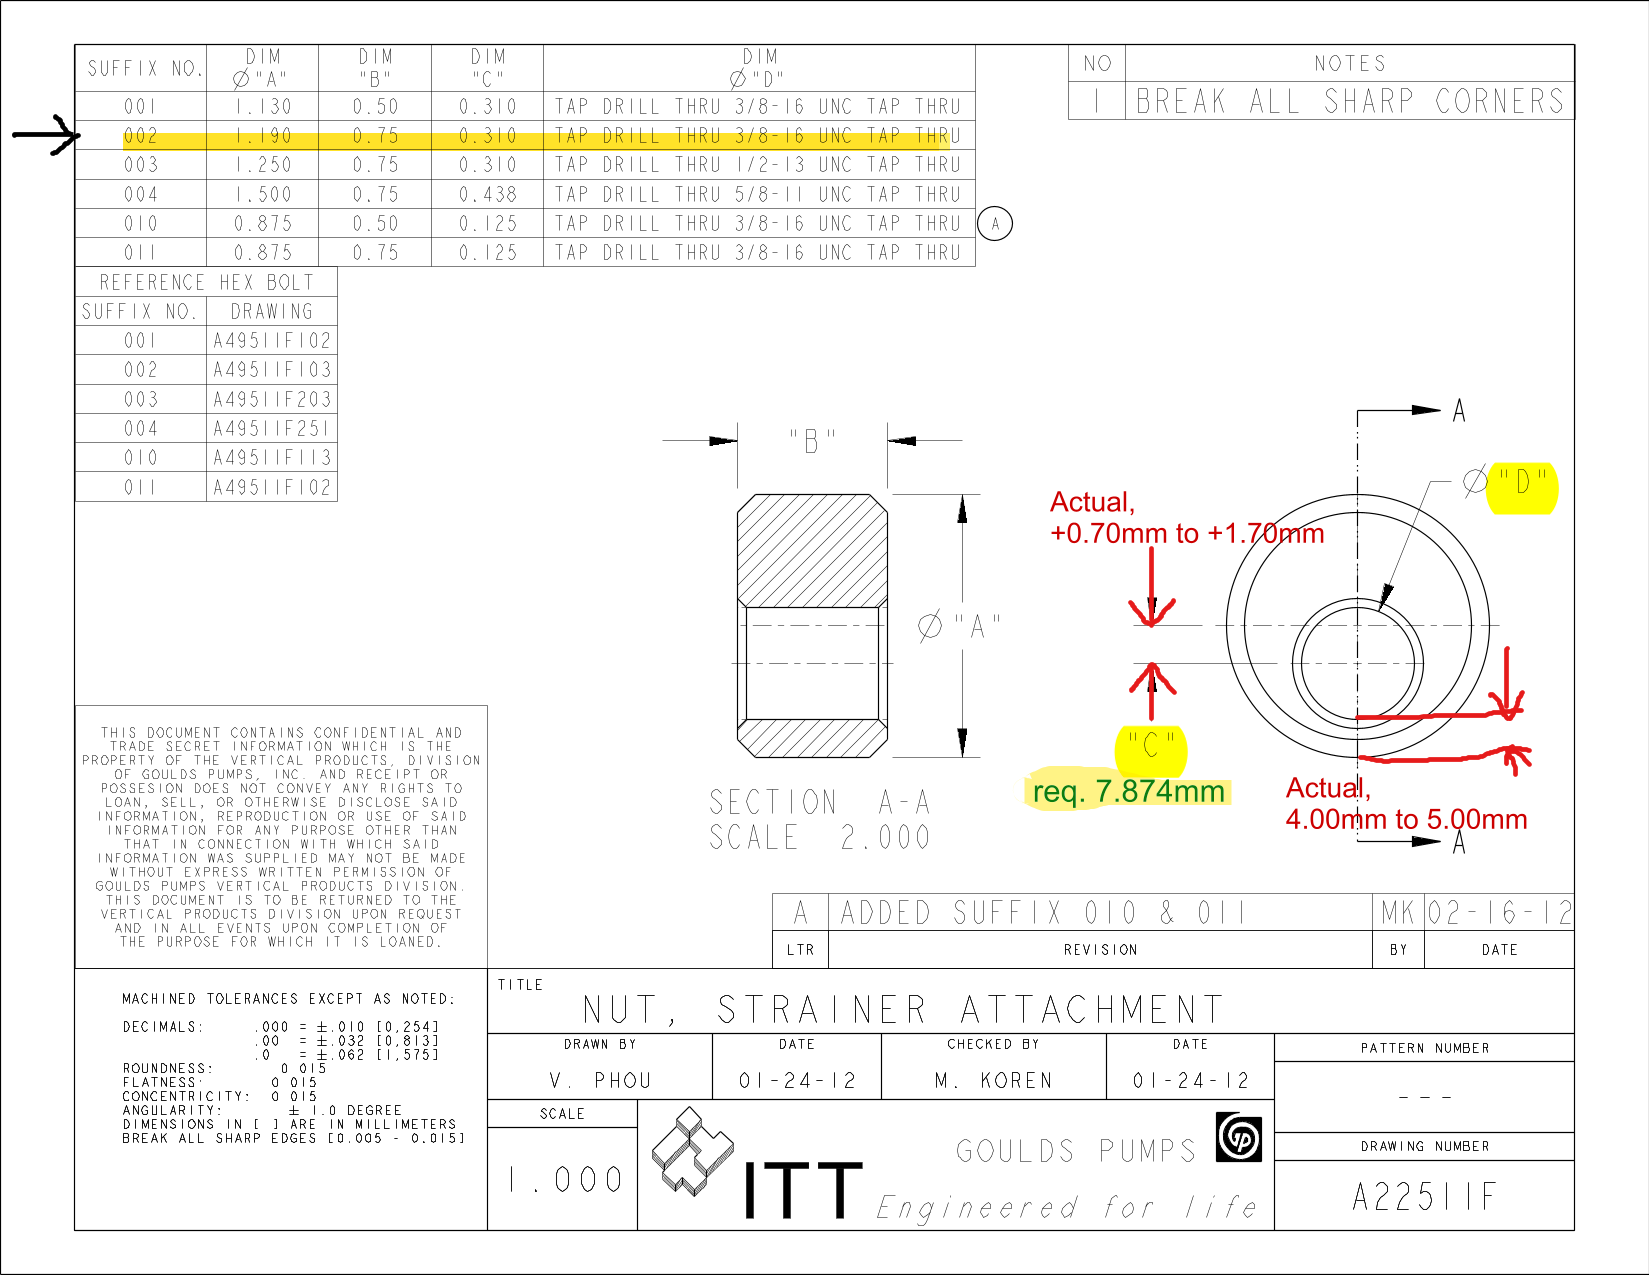 SUFFIX NO. DIM Ø"A" DIM "B" DIM "C" DIM Ø"D"
001 1.130 0.50 0.310 TAP DRILL THRU 3/8-16 UNC TAP THRU
002 1.190 0.75 0.310 TAP DRILL THRU 3/8-16 UNC TAP THRU
003 1.250 0.75 0.310 TAP DRILL THRU 1/2-13 UNC TAP THRU
004 1.500 0.75 0.438 TAP DRILL THRU 5/8-11 UNC TAP THRU
010 0.875 0.50 0.125 TAP DRILL THRU 3/8-16 UNC TAP THRU
A
011 0.875 0.75 0.125 TAP DRILL THRU 3/8-16 UNC TAP THRU
NO NOTES
1 BREAK ALL SHARP CORNERS
REFERENCE HEX BOLT
SUFFIX NO. DRAWING
001 A49511F102
002 A49511F103
003 A49511F203
004 A49511F251
010 A49511F113
011 A49511F102
"B"
Ø"A"
SECTION A-A
SCALE 2.000
A
Ø"D"
Actual,
+0.70mm to +1.70mm
"C"
req. 7.874mm
Actual,
4.00mm to 5.00mm
A
THIS DOCUMENT CONTAINS CONFIDENTIAL AND
TRADE SECRET INFORMATION WHICH IS THE
PROPERTY OF THE VERTICAL PRODUCTS, DIVISION
OF GOULDS PUMPS, INC. AND RECEIPT OR
POSSESION DOES NOT CONVEY ANY RIGHTS TO
LOAN, SELL, OR OTHERWISE DISCLOSE SAID
INFORMATION, REPRODUCTION OR USE OF SAID
INFORMATION FOR ANY PURPOSE OTHER THAN
THAT IN CONNECTION WITH WHICH SAID
INFORMATION WAS SUPPLIED MAY NOT BE MADE
WITHOUT EXPRESS WRITTEN PERMISSION OF
GOULDS PUMPS VERTICAL PRODUCTS DIVISION.
THIS DOCUMENT IS TO BE RETURNED TO THE
VERTICAL PRODUCTS DIVISION UPON REQUEST
AND IN ALL EVENTS UPON COMPLETION OF
THE PURPOSE FOR WHICH IT IS LOANED.
A ADDED SUFFIX 010 & 011 MK 02-16-12
LTR REVISION BY DATE
MACHINED TOLERANCES EXCEPT AS NOTED:
DECIMALS: .000 = ±.010 [0,254]
.00 = ±.032 [0,813]
.0 = ±.062 [1,575]
ROUNDNESS: 0 015
FLATNESS: 0 015
CONCENTRICITY: 0 015
ANGULARITY: ± 1.0 DEGREE
DIMENSIONS IN [ ] ARE IN MILLIMETERS
BREAK ALL SHARP EDGES [0.005 - 0.015]
TITLE
NUT, STRAINER ATTACHMENT
DRAWN BY DATE CHECKED BY DATE
V. PHOU 01-24-12 M. KOREN 01-24-12
PATTERN NUMBER
---
SCALE
1.000
ITT
GOULDS PUMPS
GP
Engineered for life
DRAWING NUMBER
A22511F